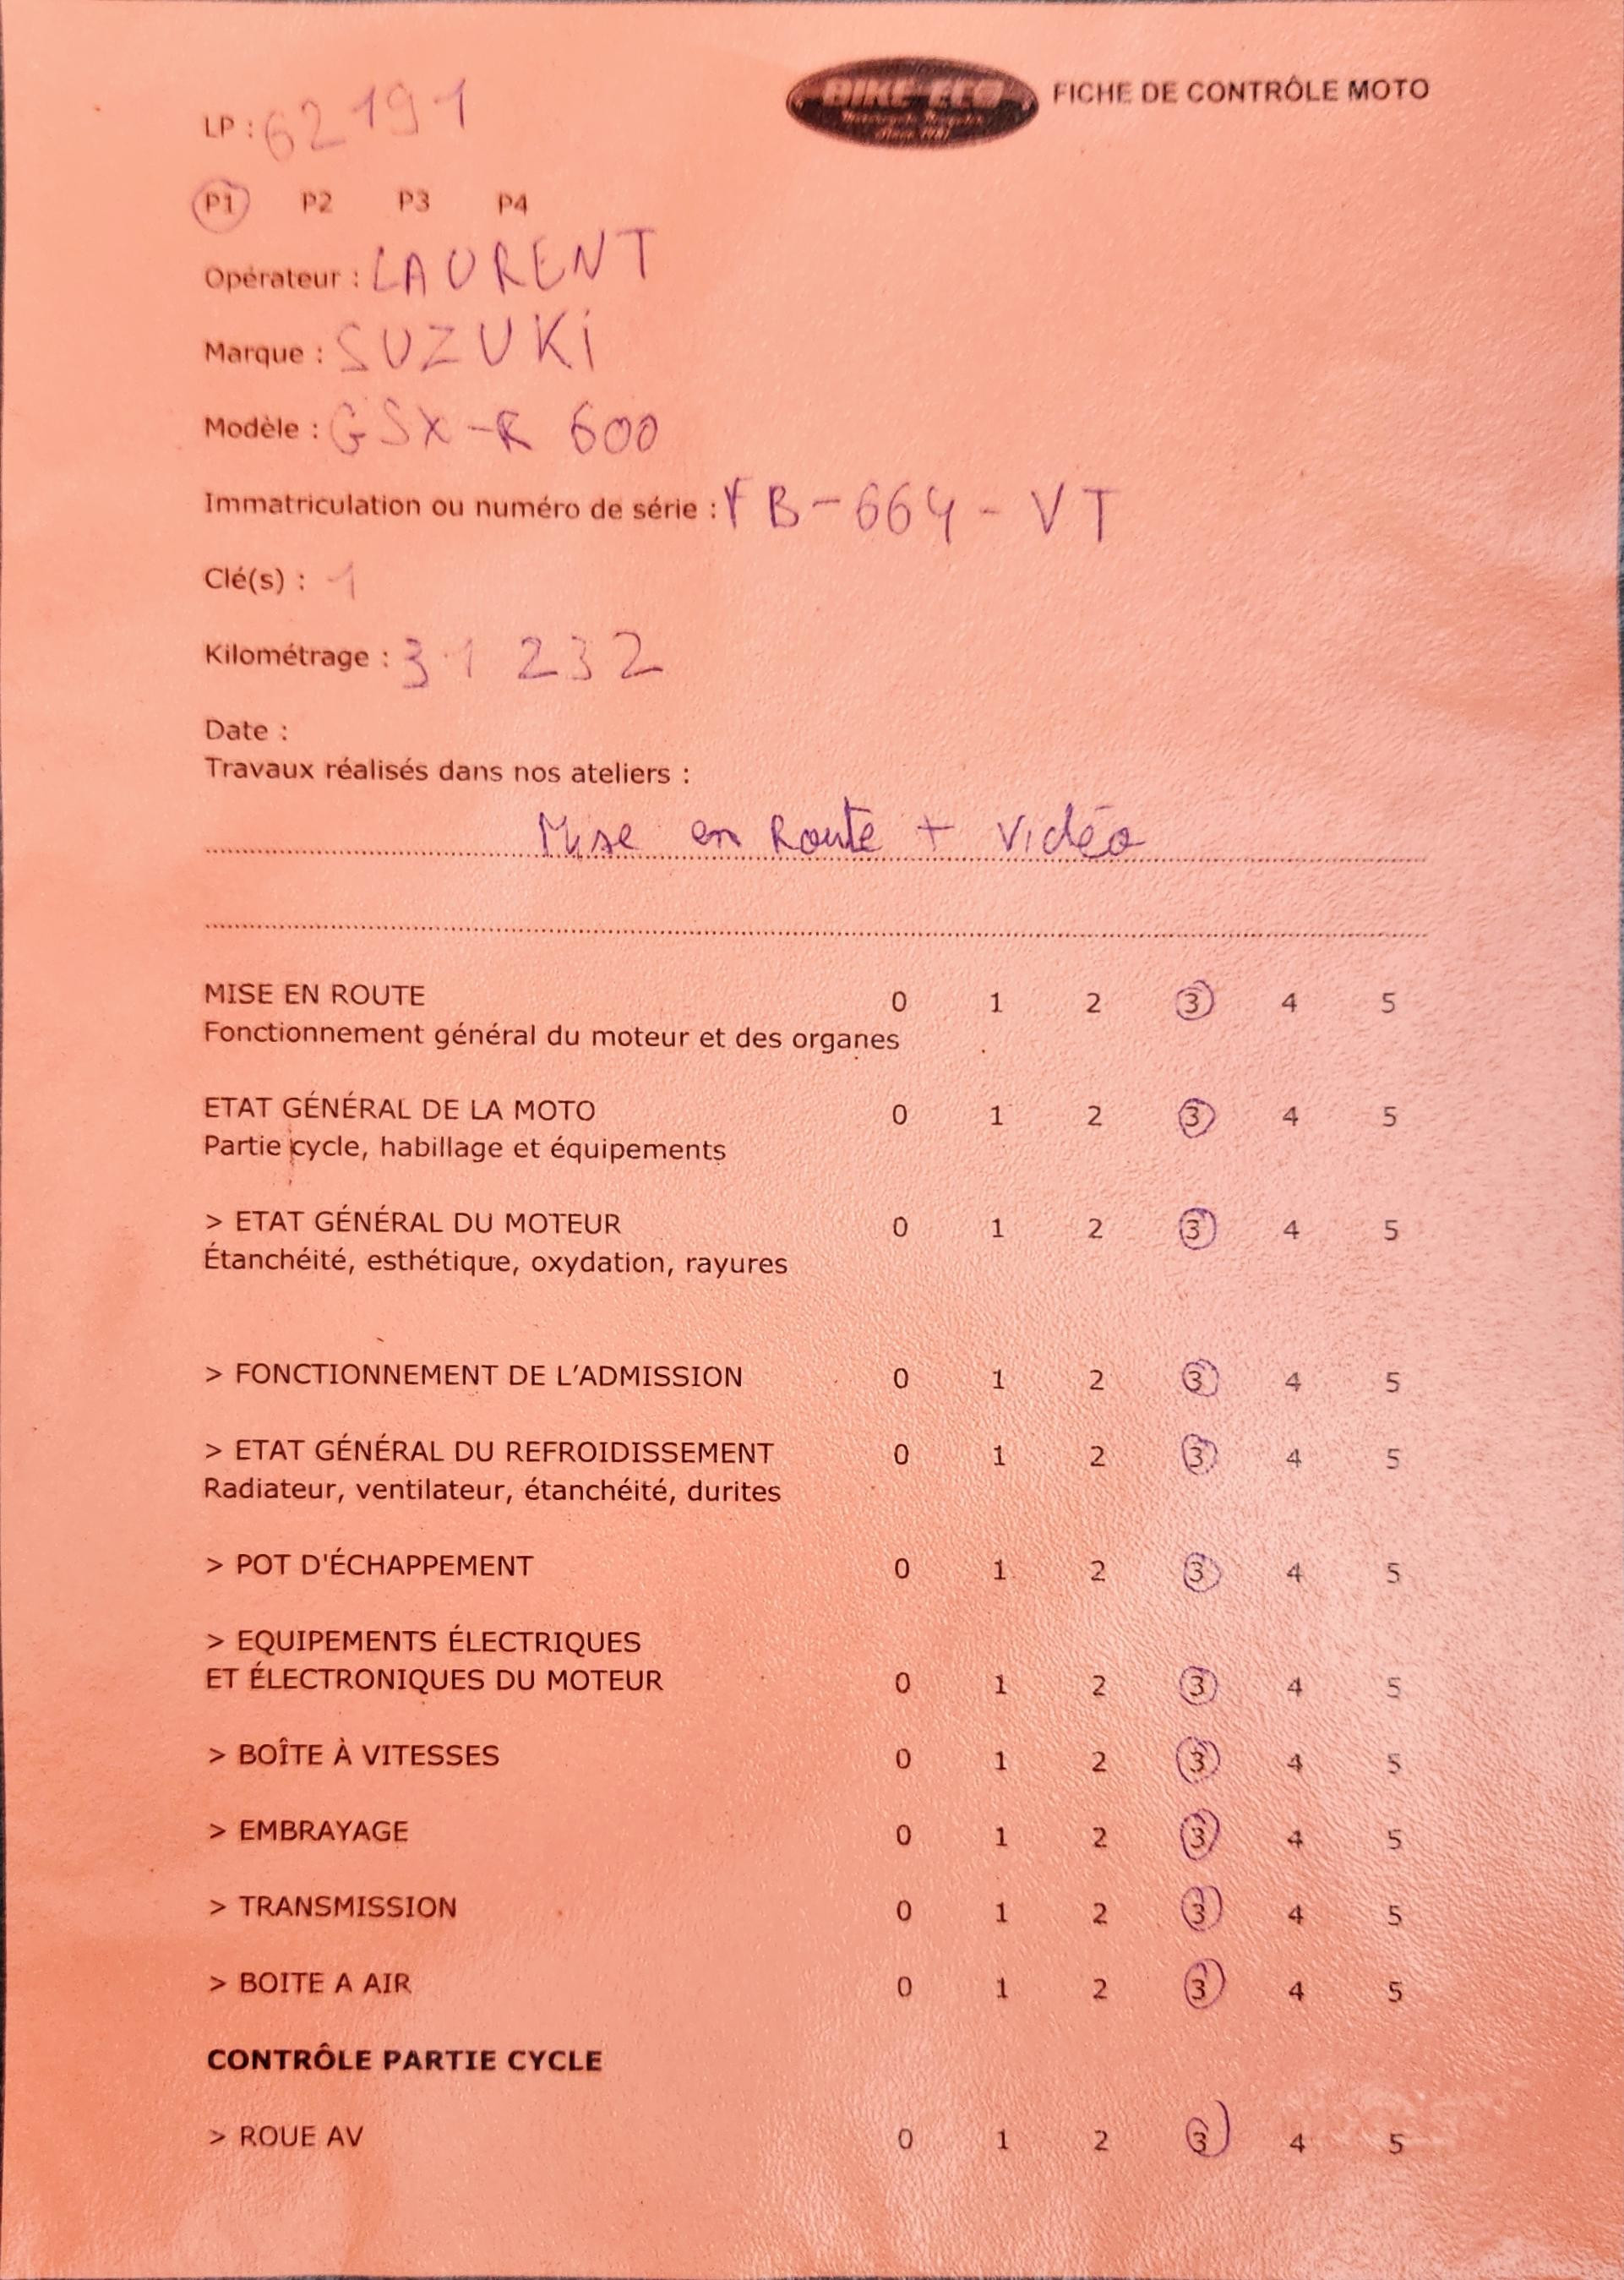 LP : 62191
BIKE ECO FICHE DE CONTRÔLE MOTO
P1 P2 P3 P4
Opérateur : LAURENT
Marque : SUZUKi
Modèle : GSX-R 600
Immatriculation ou numéro de série : FB-664-VT
Clé(s) : 1
Kilométrage : 31 232
Date :
Travaux réalisés dans nos ateliers :
Mise en Route + Vidéo
MISE EN ROUTE 0 1 2 3 4 5
Fonctionnement général du moteur et des organes
ETAT GÉNÉRAL DE LA MOTO 0 1 2 3 4 5
Partie cycle, habillage et équipements
> ETAT GÉNÉRAL DU MOTEUR 0 1 2 3 4 5
Étanchéité, esthétique, oxydation, rayures
> FONCTIONNEMENT DE L'ADMISSION 0 1 2 3 4 5
> ETAT GÉNÉRAL DU REFROIDISSEMENT 0 1 2 3 4 5
Radiateur, ventilateur, étanchéité, durites
> POT D'ÉCHAPPEMENT 0 1 2 3 4 5
> EQUIPEMENTS ÉLECTRIQUES
ET ÉLECTRONIQUES DU MOTEUR 0 1 2 3 4 5
> BOÎTE À VITESSES 0 1 2 3 4 5
> EMBRAYAGE 0 1 2 3 4 5
> TRANSMISSION 0 1 2 3 4 5
> BOITE A AIR 0 1 2 3 4 5
CONTRÔLE PARTIE CYCLE
> ROUE AV 0 1 2 3 4 5